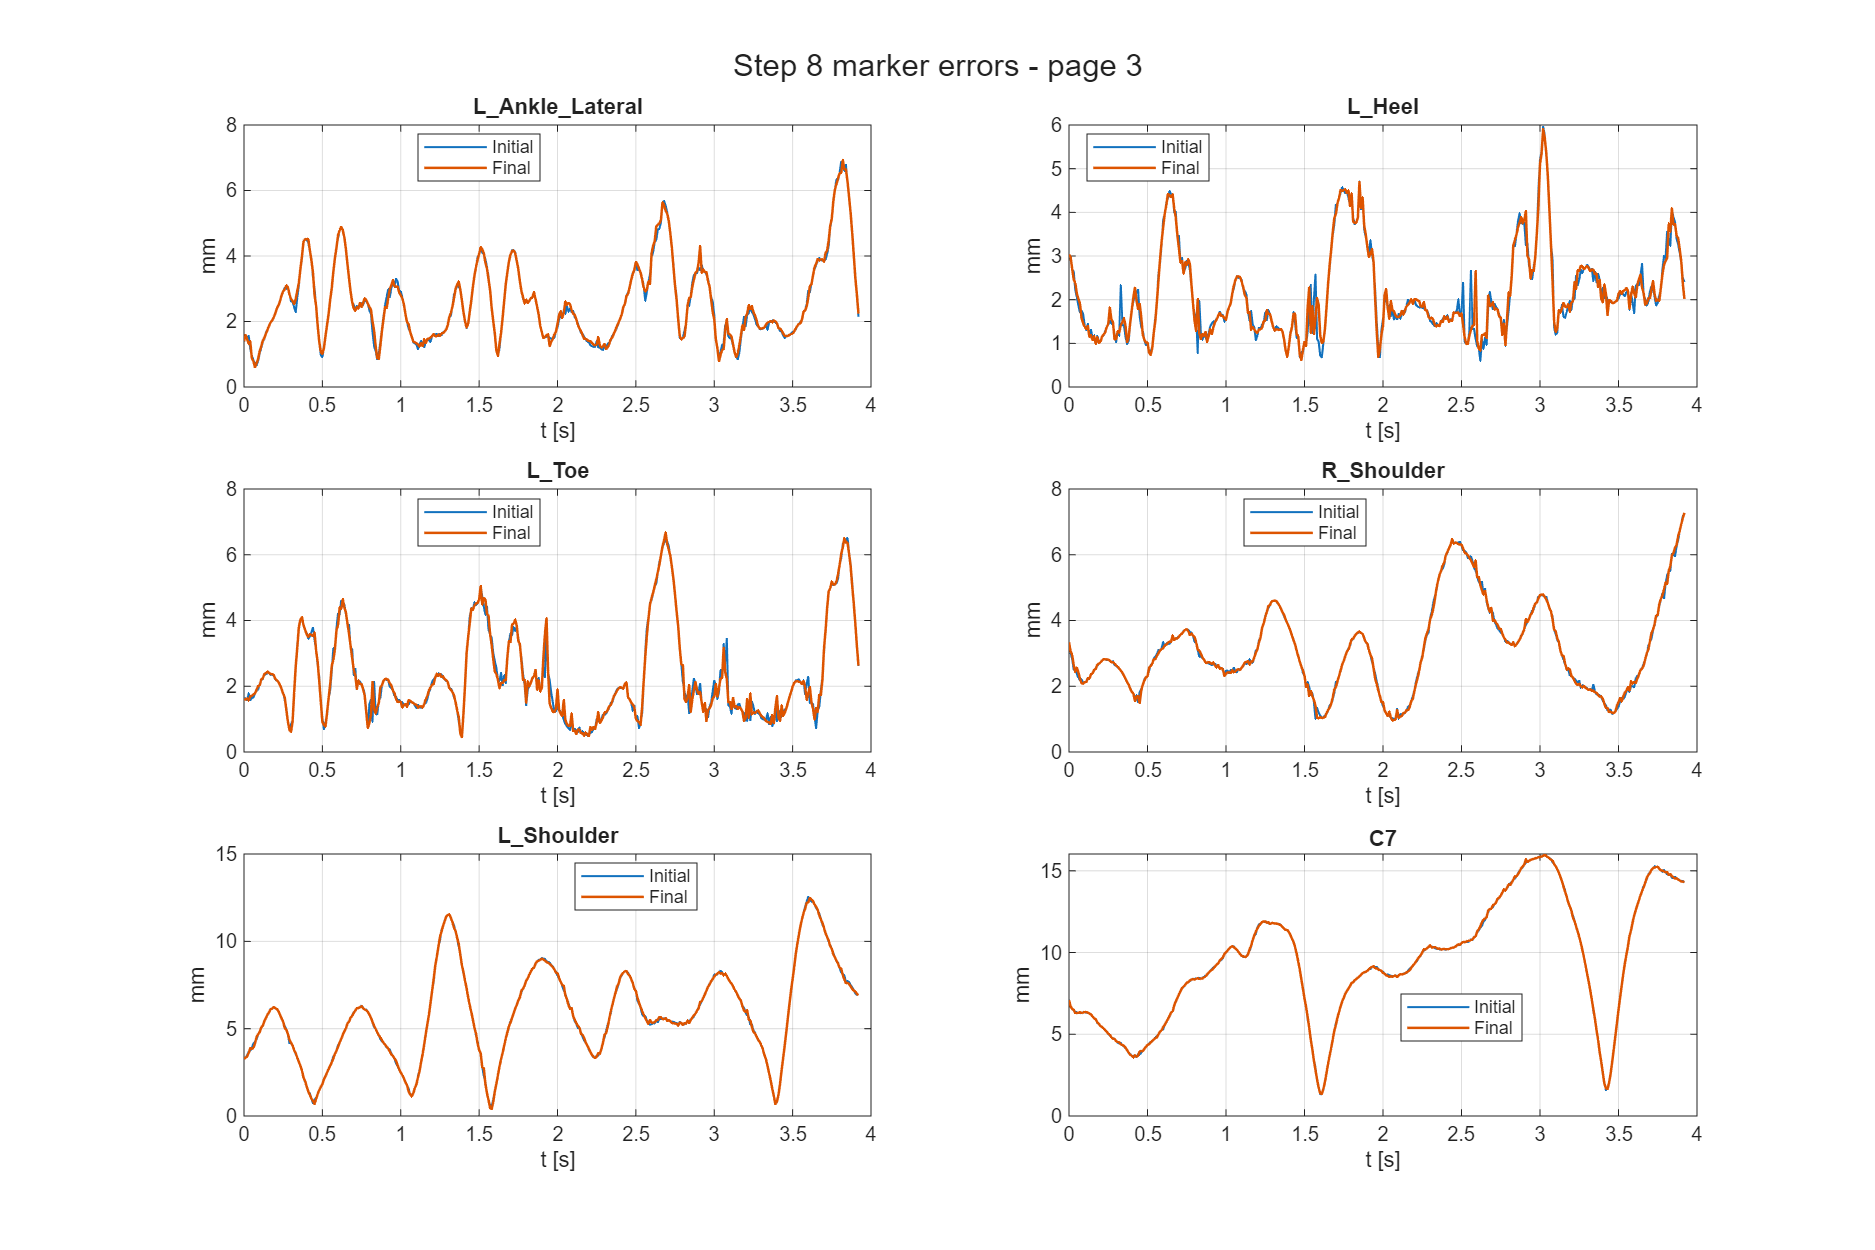 Step 8 marker errors - page 3
L_Ankle_Lateral
8
6
4
2
0
mm
Initial
Final
0 0.5 1 1.5 2 2.5 3 3.5 4
t [s]
L_Heel
6
5
4
3
2
1
0
mm
Initial
Final
0 0.5 1 1.5 2 2.5 3 3.5 4
t [s]
L_Toe
8
6
4
2
0
mm
Initial
Final
0 0.5 1 1.5 2 2.5 3 3.5 4
t [s]
R_Shoulder
8
6
4
2
0
mm
Initial
Final
0 0.5 1 1.5 2 2.5 3 3.5 4
t [s]
L_Shoulder
15
10
5
0
mm
Initial
Final
0 0.5 1 1.5 2 2.5 3 3.5 4
t [s]
C7
15
10
5
0
mm
Initial
Final
0 0.5 1 1.5 2 2.5 3 3.5 4
t [s]